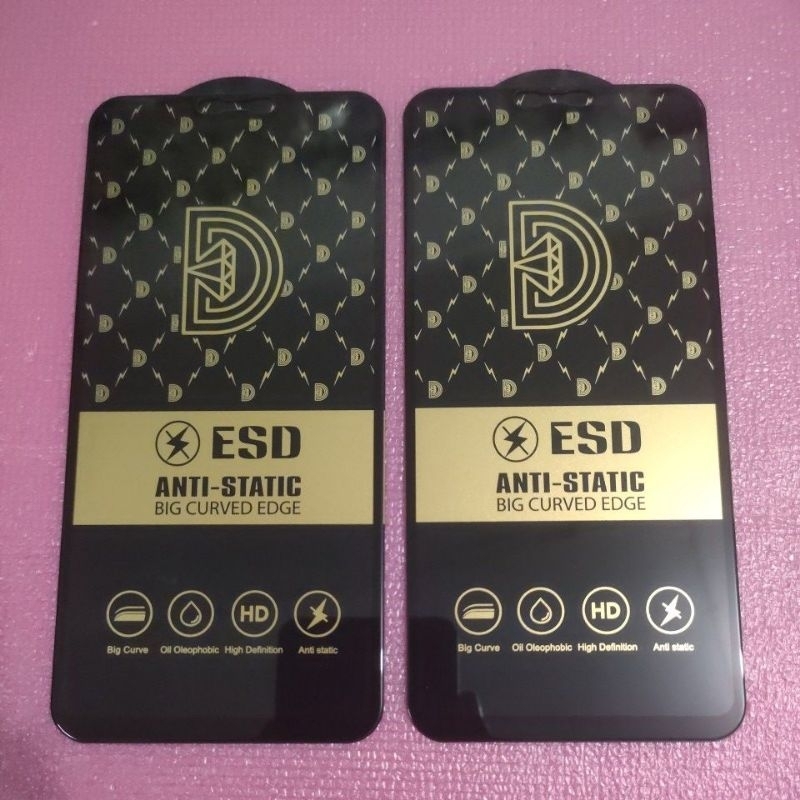 D
ESD
ANTI-STATIC
BIG CURVED EDGE
Big Curve Oil Oleophobic High Definition Anti static
HD
D
ESD
ANTI-STATIC
BIG CURVED EDGE
HD
Big Curve Oil Oleophobic High Definition Anti static